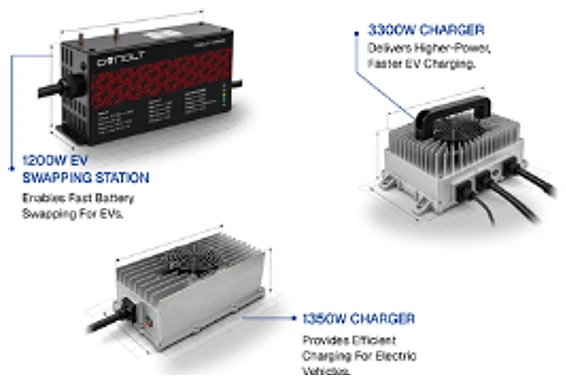 3300W CHARGER
Delivers Higher-Power,
Faster EV Charging.
1200W EV
SWAPPING STATION
Enables Fast Battery
Swapping For EVs.
1350W CHARGER
Provides Efficient
Charging For Electric
Vehicles.